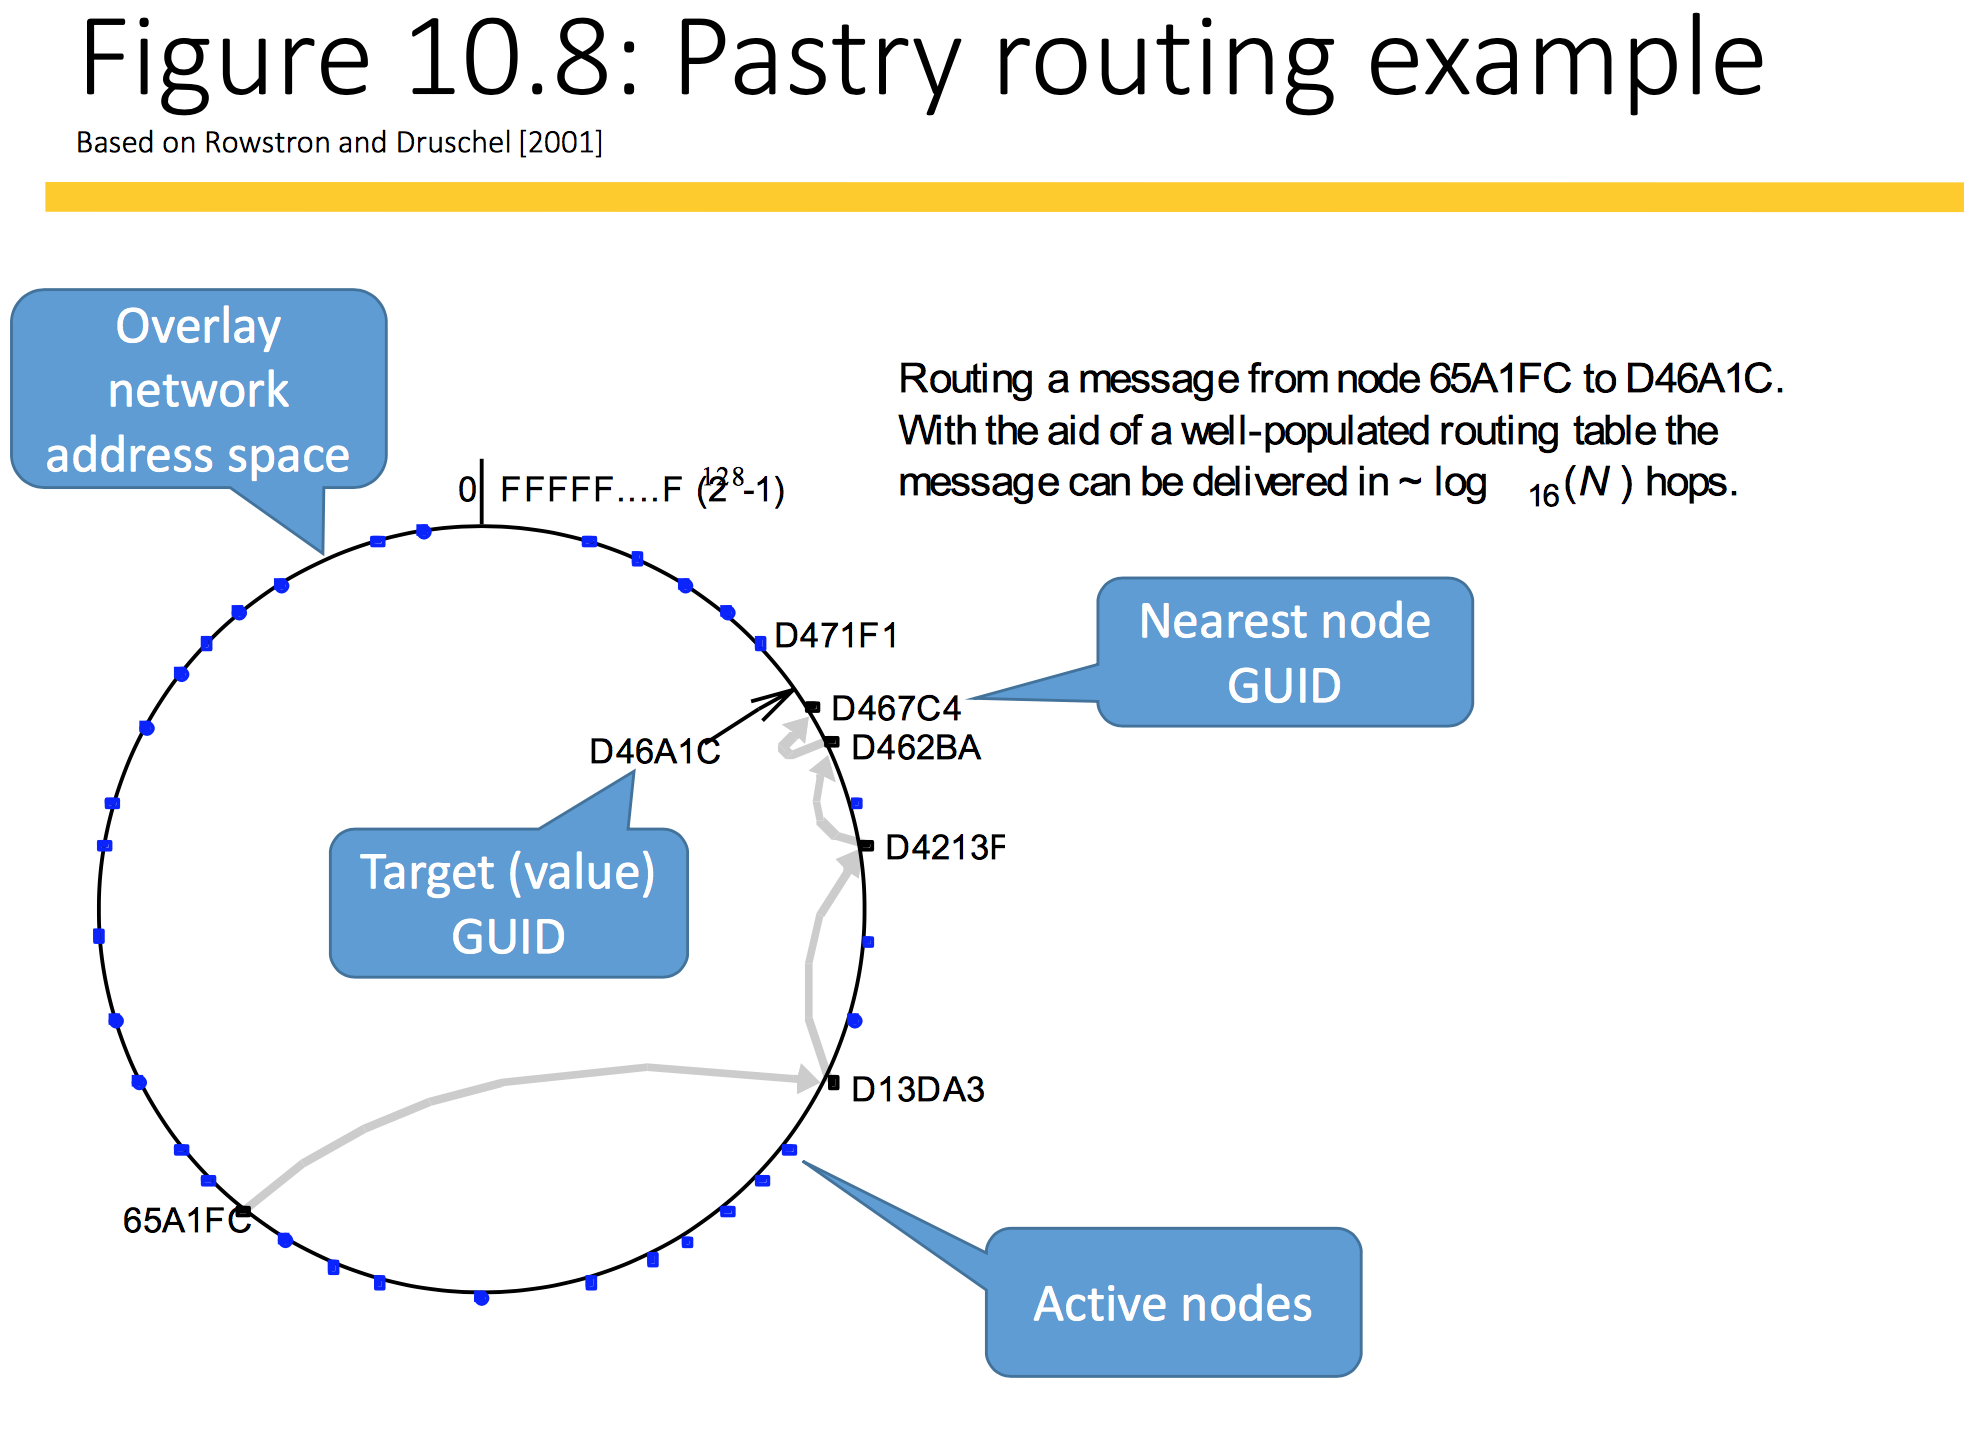 Figure 10.8: Pastry routing example
Based on Rowstron and Druschel [2001]
Overlay
network
address space
Routing a message from node 65A1FC to D46A1C.
With the aid of a well-populated routing table the
message can be delivered in ~ log 16 (N ) hops.
0 FFFFF....F (2128-1)
Nearest node
GUID
D471F1
D467C4
D46A1C
D462BA
Target (value)
GUID
D4213F
D13DA3
65A1FC
Active nodes